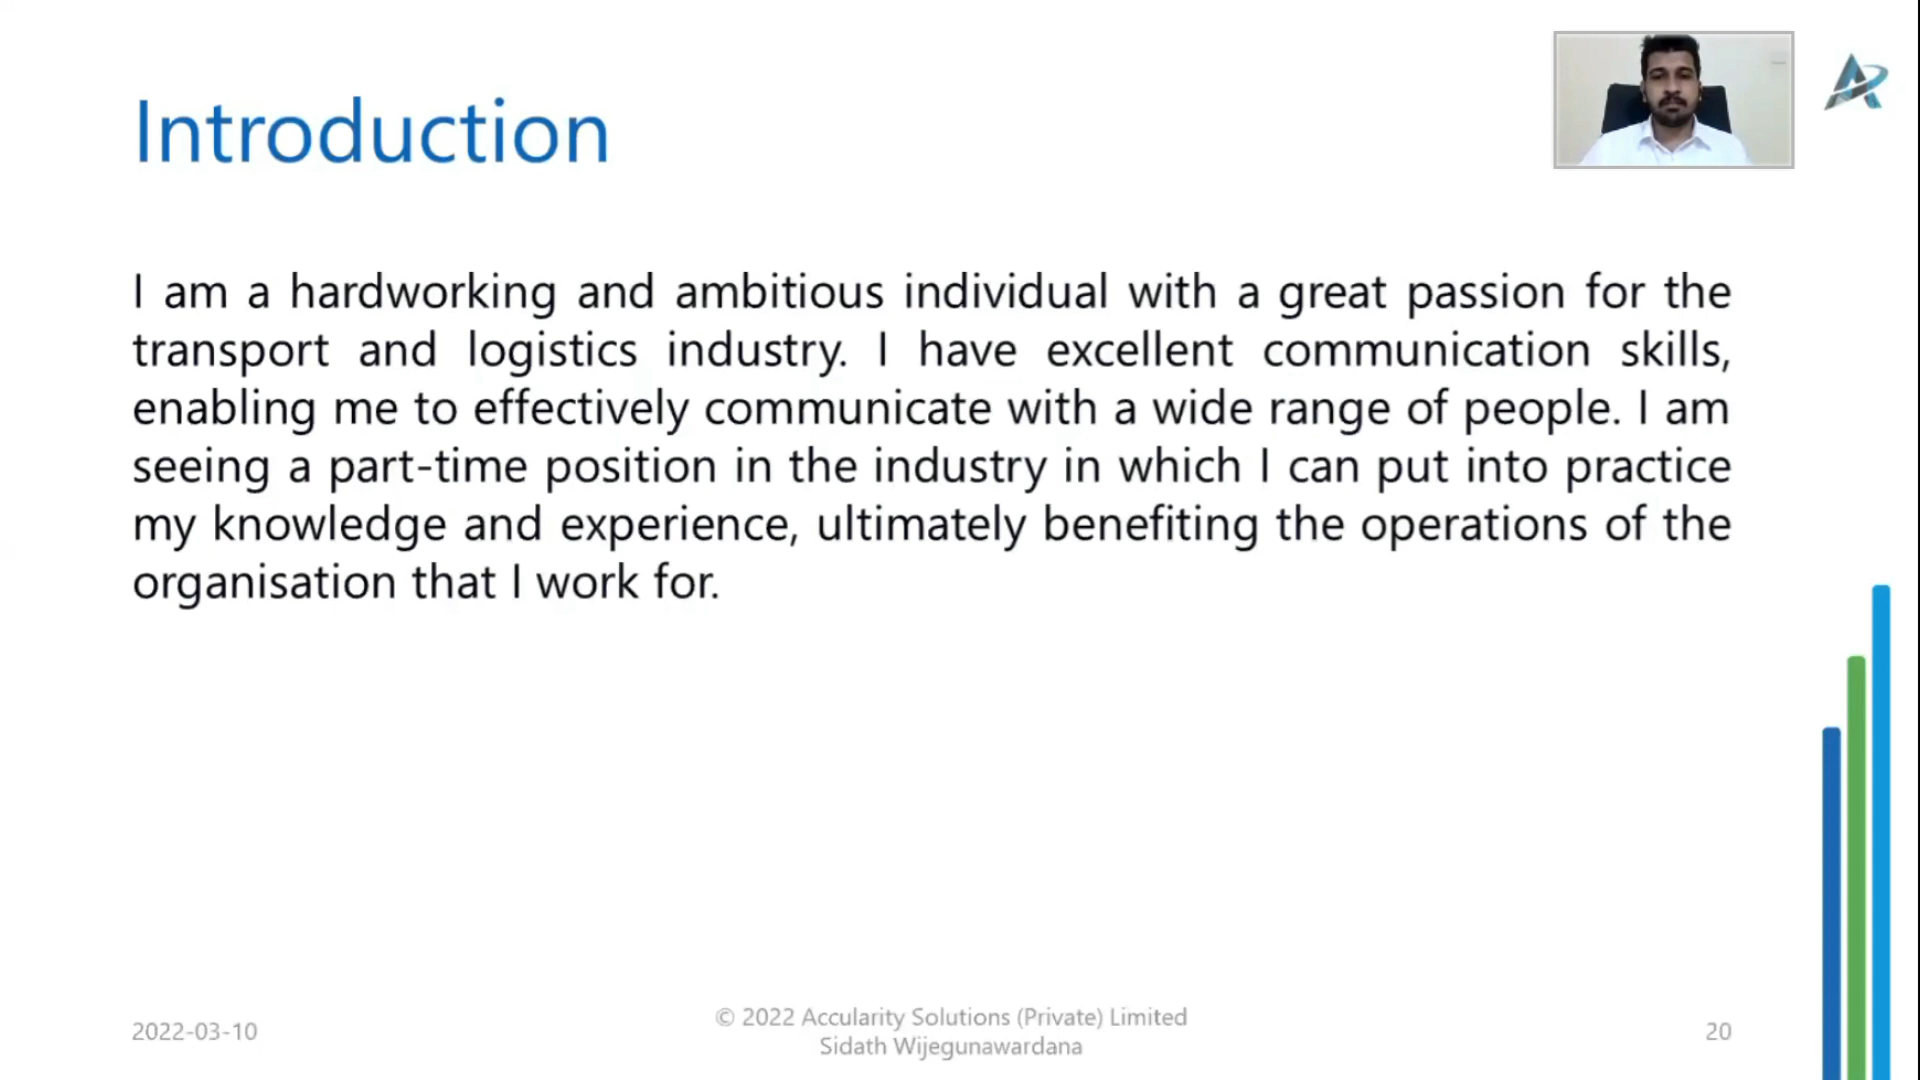 Introduction
I am a hardworking and ambitious individual with a great passion for the
transport and logistics industry. I have excellent communication skills,
enabling me to effectively communicate with a wide range of people. I am
seeing a part-time position in the industry in which I can put into practice
my knowledge and experience, ultimately benefiting the operations of the
organisation that I work for.
2022-03-10
© 2022 Accularity Solutions (Private) Limited
Sidath Wijegunawardana
20